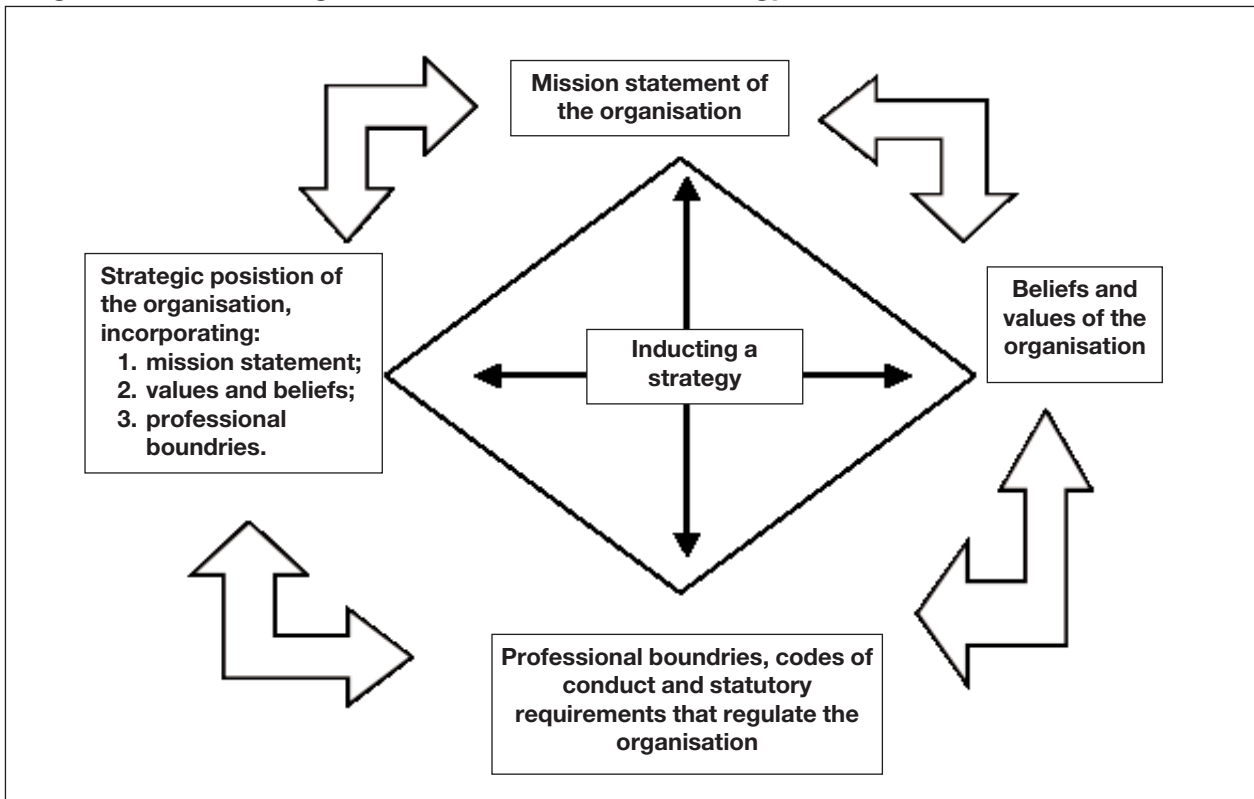 Mission statement of
the organisation
Strategic posistion of
the organisation,
incorporating:
1. mission statement;
2. values and beliefs;
3. professional
boundries.
Inducting a
strategy
Beliefs and
values of the
organisation
Professional boundries, codes of
conduct and statutory
requirements that regulate the
organisation